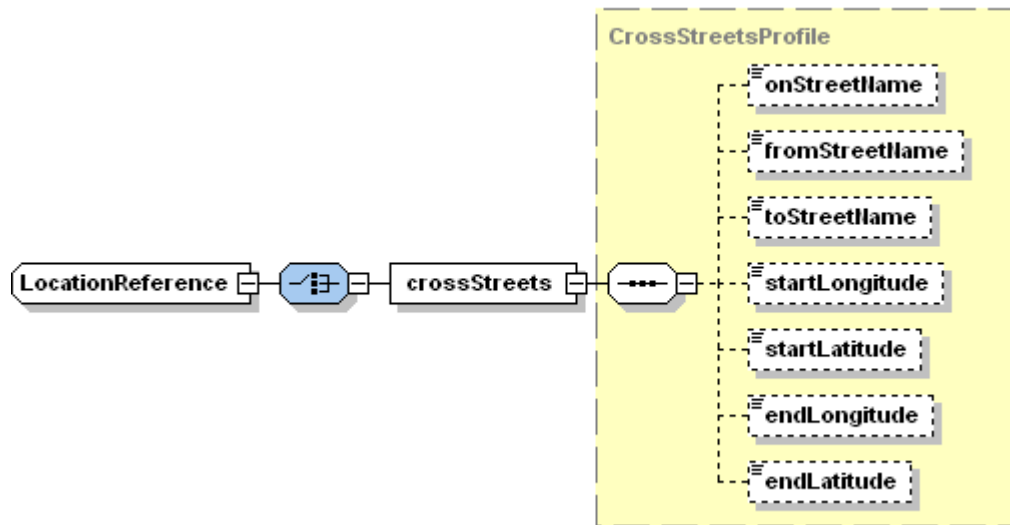 CrossStreetsProfile
onStreetName
fromStreetName
toStreetName
LocationReference
crossStreets
startLongitude
startLatitude
endLongitude
endLatitude